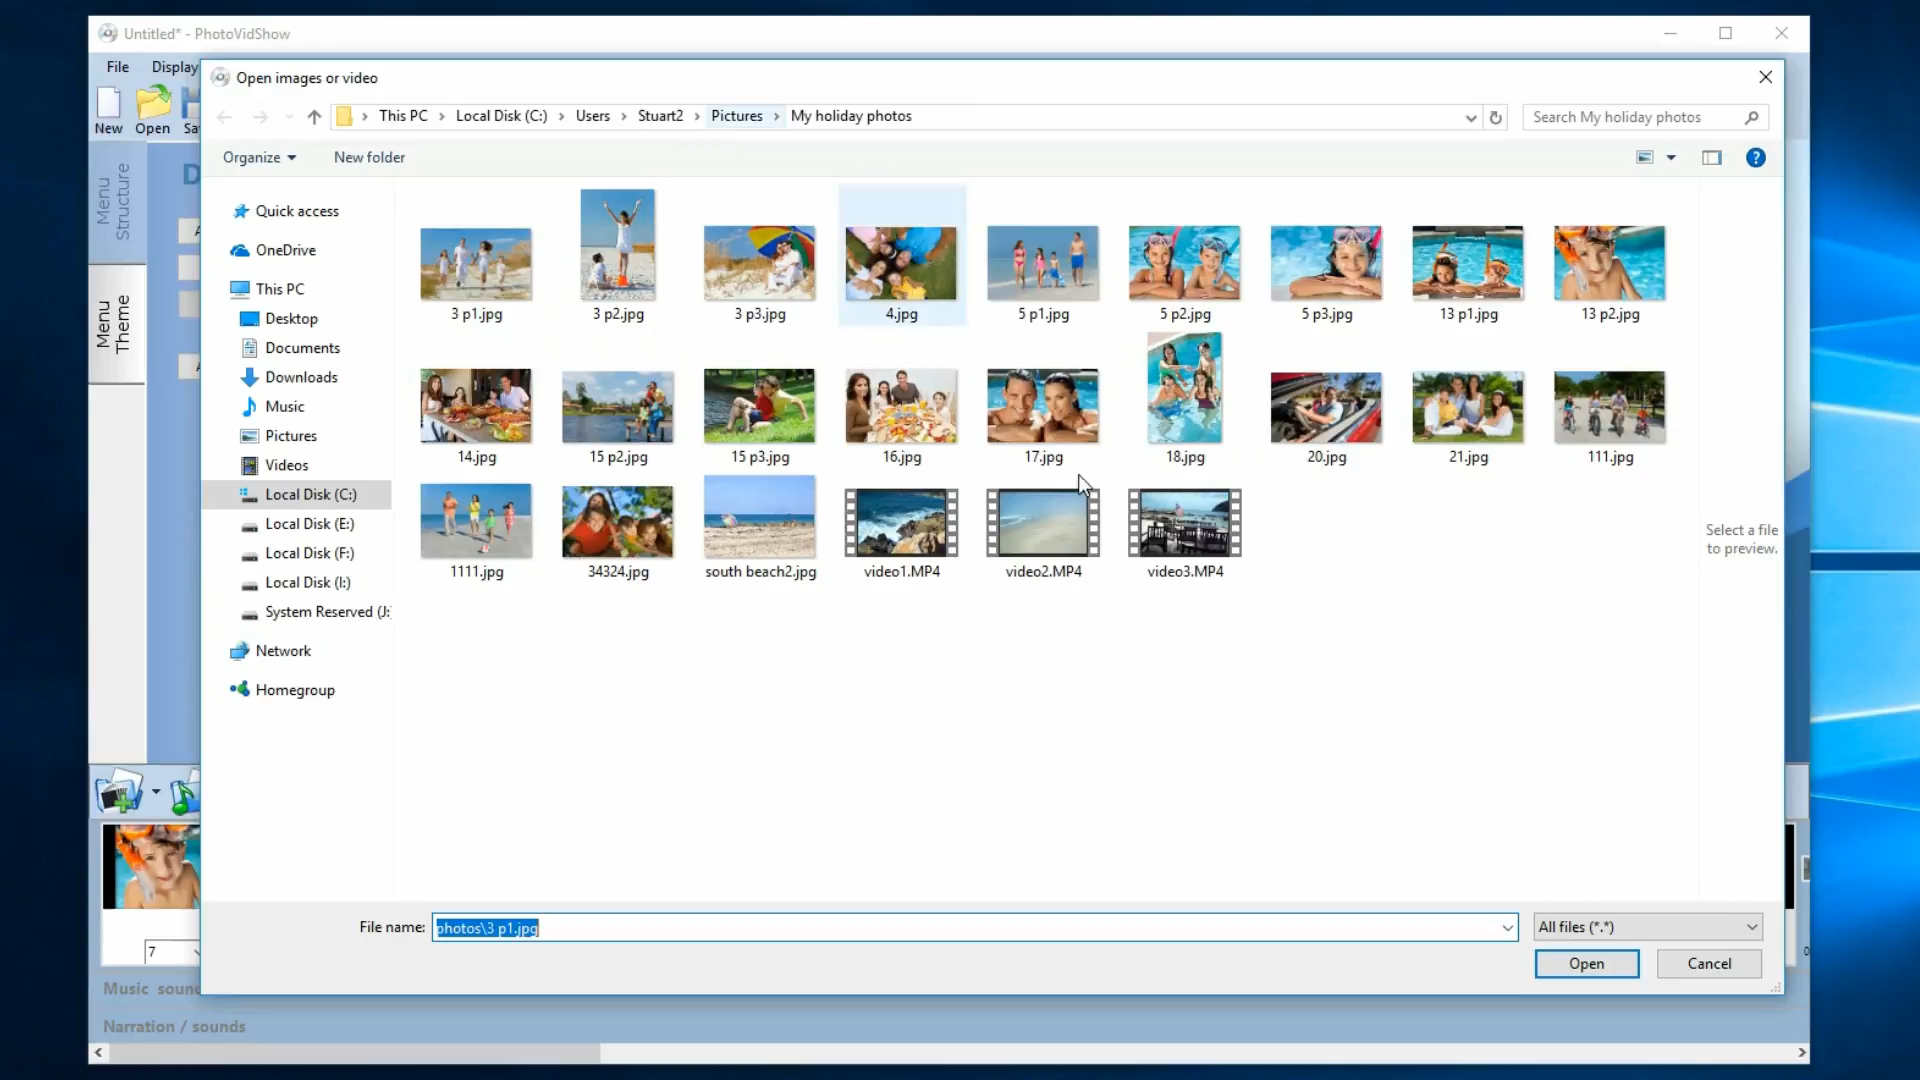 Untitled* - PhotoVidShow
File Display
New Open
Open images or video
This PC Local Disk (C:) Users Stuart2 Pictures My holiday photos
Search My holiday photos
Organize New folder
Menu Structure
Menu Theme
Quick access
OneDrive
This PC
Desktop
Documents
Downloads
Music
Pictures
Videos
Local Disk (C:)
Local Disk (E:)
Local Disk (F:)
Local Disk (I:)
System Reserved (J:
Network
Homegroup
3 p1.jpg 3 p2.jpg 3 p3.jpg 4.jpg 5 p1.jpg 5 p2.jpg 5 p3.jpg 13 p1.jpg 13 p2.jpg
14.jpg 15 p2.jpg 15 p3.jpg 16.jpg 17.jpg 18.jpg 20.jpg 21.jpg 111.jpg
1111.jpg 34324.jpg south beach2.jpg video1.MP4 video2.MP4 video3.MP4
Select a file
to preview.
File name: photos\3 p1.jpg All files (*.*)
Open Cancel
7
Music soun
Narration / sounds